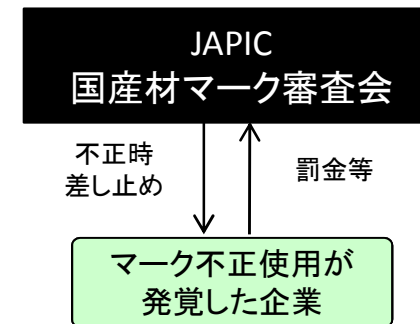 JAPIC
国産材マーク審査会
不正時
差し止め
罰金等
マーク不正使用が
発覚した企業